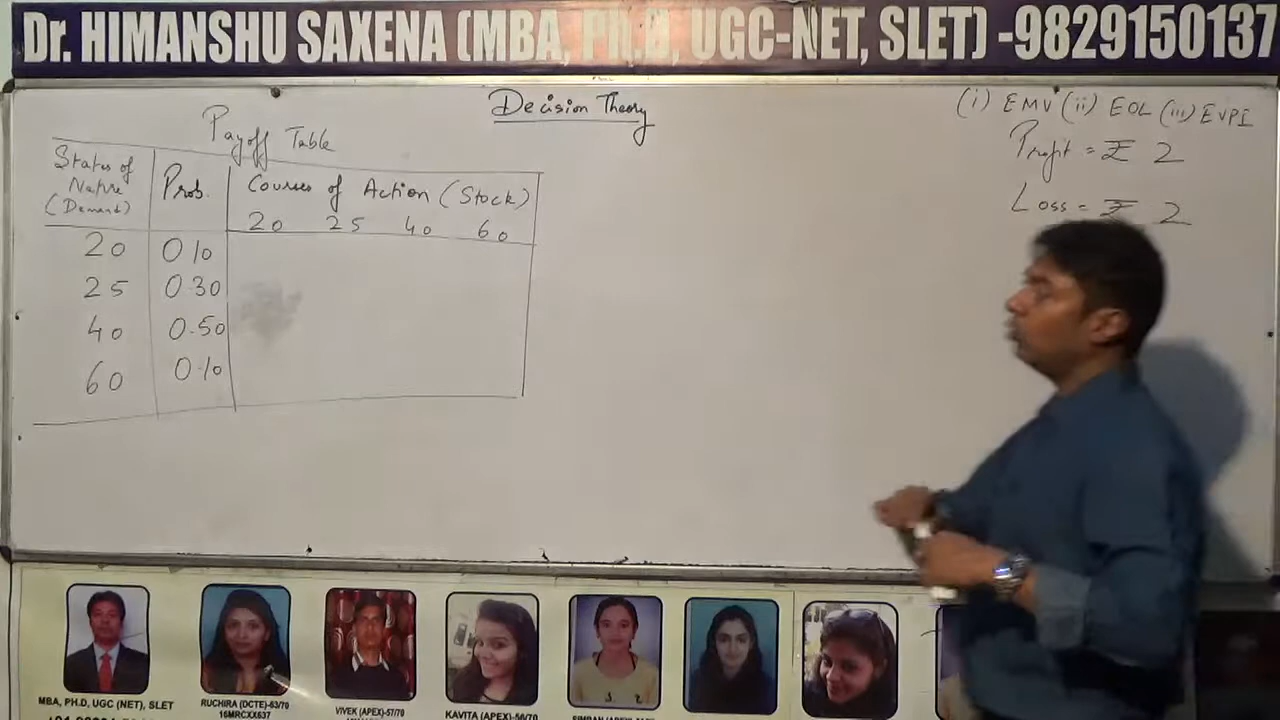 Dr. HIMANSHU SAXENA (MBA, Ph.D, UGC-NET, SLET) -9829150137
Decision Theory
(i) EMV (ii) EOL (iii) EVPI
Profit = ₹ 2
Loss = ₹ 2
Payoff Table
States of Nature (Demand) Prob. Courses of Action (Stock)
20 25 40 60
20 0.10
25 0.30
40 0.50
60 0.10
MBA, PH.D, UGC (NET), SLET
RUCHIRA (DCTE)-63/70
16MRCXX637
VIVEK (APEX)-57/70
KAVITA (APEX)-56/70